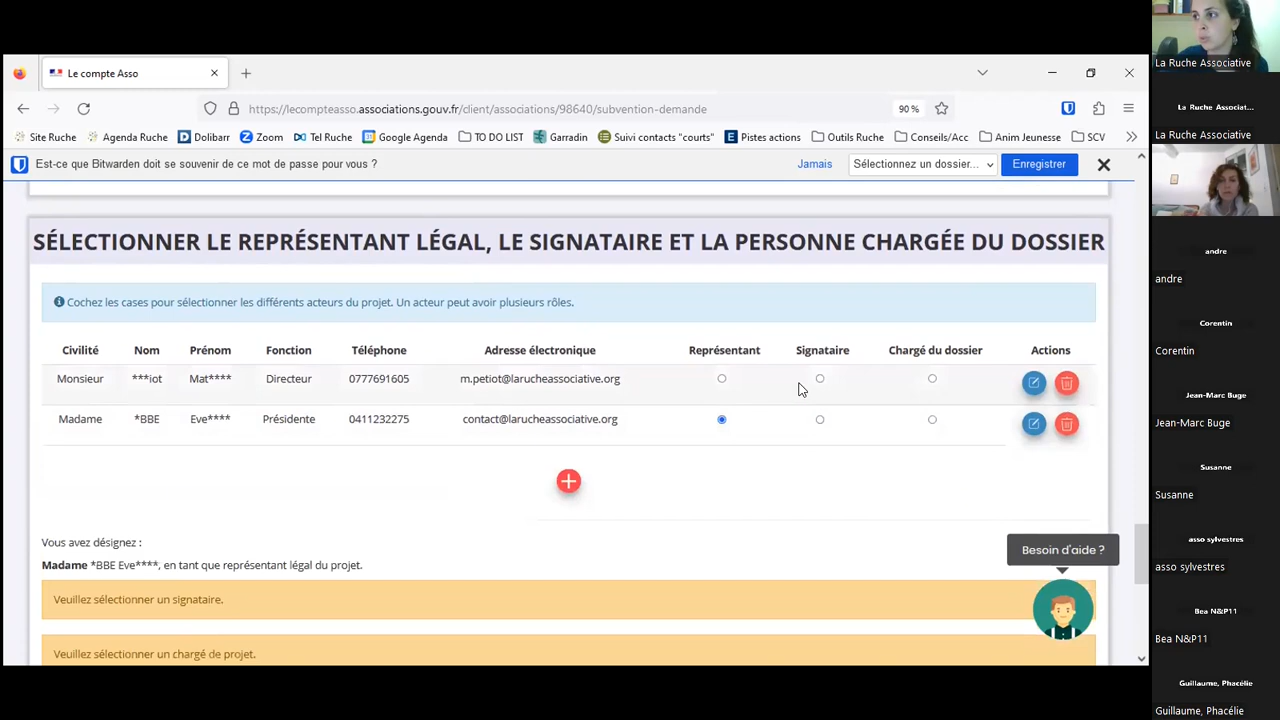 Le compte Asso
https://lecompteasso.associations.gouv.fr/client/associations/98640/subvention-demande
90 %
Site Ruche
Agenda Ruche
Dolibarr
Zoom
Tel Ruche
Google Agenda
TO DO LIST
Garradin
Suivi contacts "courts"
Pistes actions
Outils Ruche
Conseils/Acc
Anim Jeunesse
SCV
Est-ce que Bitwarden doit se souvenir de ce mot de passe pour vous ?
Jamais
Sélectionnez un dossier...
Enregistrer
SÉLECTIONNER LE REPRÉSENTANT LÉGAL, LE SIGNATAIRE ET LA PERSONNE CHARGÉE DU DOSSIER
Cochez les cases pour sélectionner les différents acteurs du projet. Un acteur peut avoir plusieurs rôles.
Civilité Nom Prénom Fonction Téléphone Adresse électronique Représentant Signataire Chargé du dossier Actions
Monsieur ***iot Mat**** Directeur 0777691605 m.petiot@larucheassociative.org
Madame *BBE Eve**** Présidente 0411232275 contact@larucheassociative.org
Vous avez désignez :
Madame *BBE Eve****, en tant que représentant légal du projet.
Besoin d'aide ?
Veuillez sélectionner un signataire.
Veuillez sélectionner un chargé de projet.
La Ruche Associative
La Ruche Associat...
La Ruche Associative
andre
andre
Corentin
Corentin
Jean-Marc Buge
Jean-Marc Buge
Susanne
Susanne
asso sylvestres
asso sylvestres
Bea N&P11
Bea N&P11
Guillaume, Phacélie
Guillaume, Phacélie